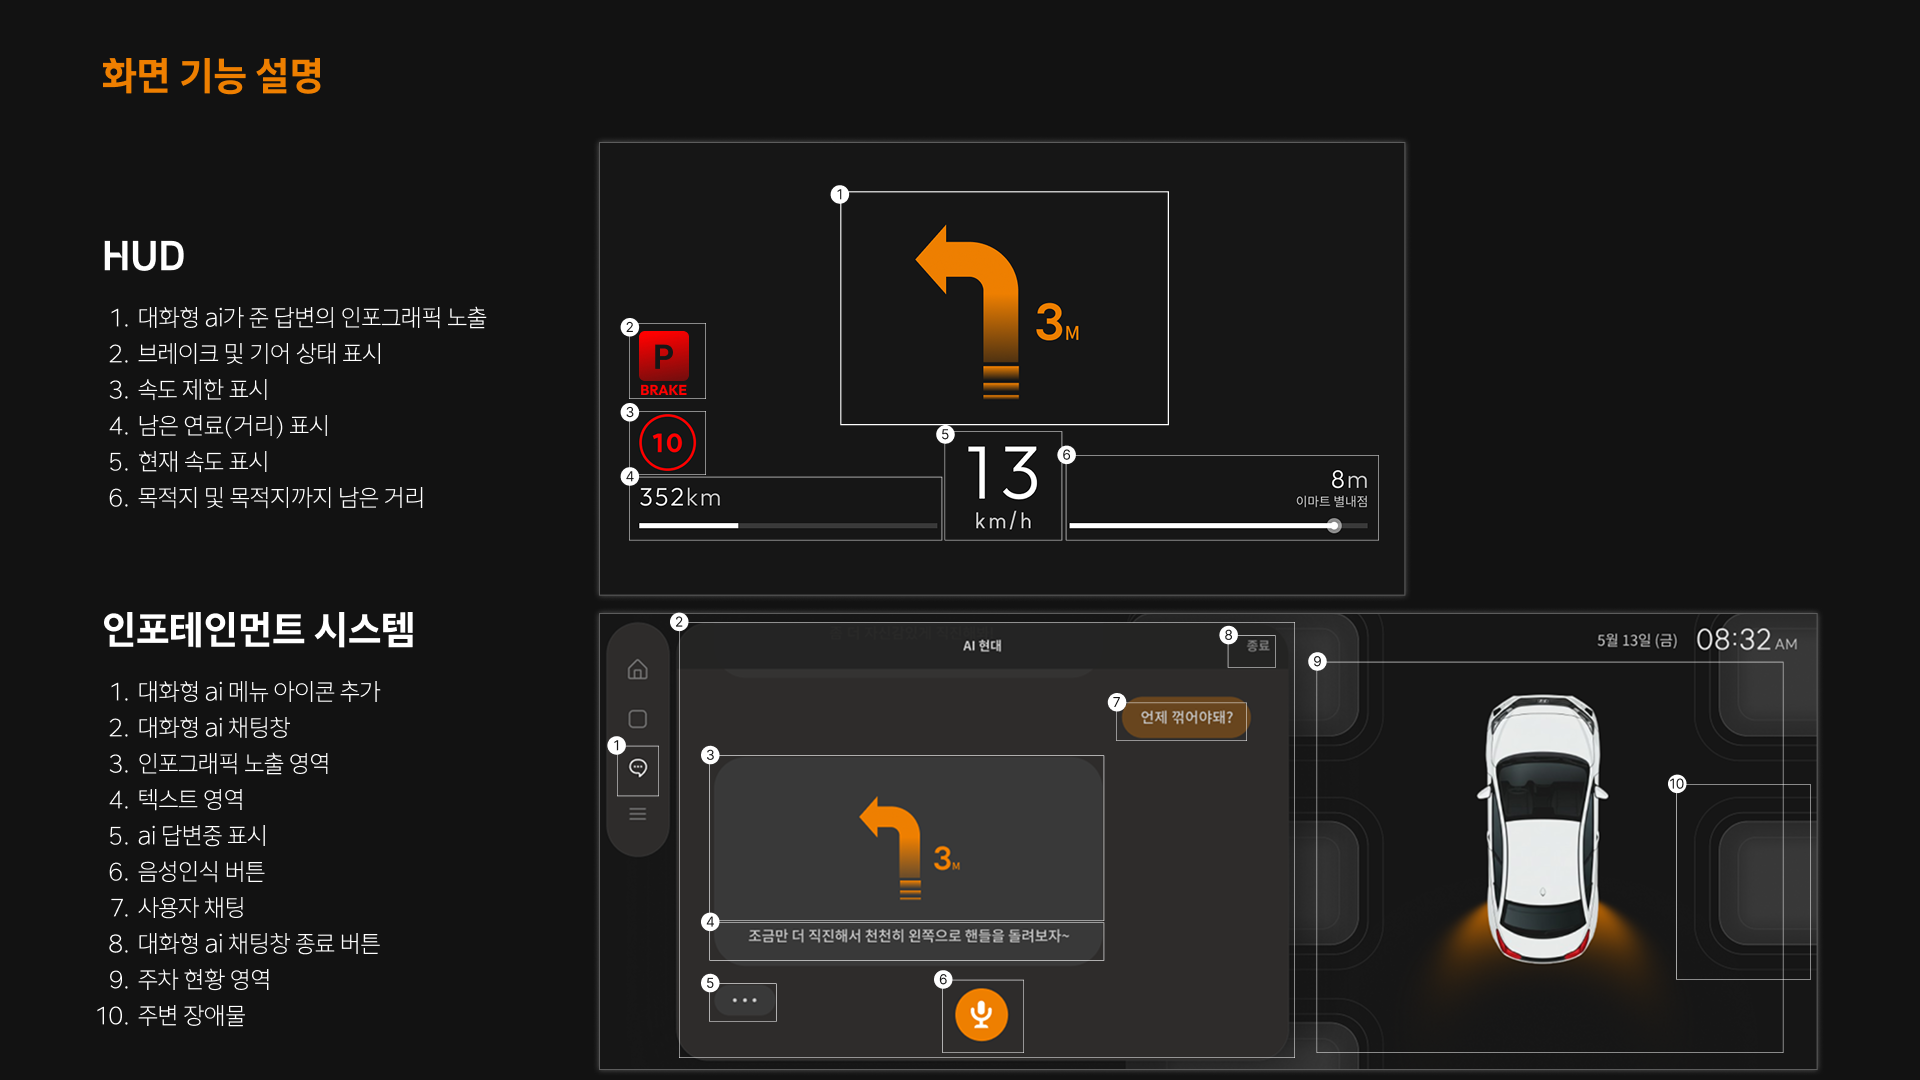 화면 기능 설명
HUD
1. 대화형 ai가 준 답변의 인포그래픽 노출
2. 브레이크 및 기어 상태 표시
3. 속도 제한 표시
4. 남은 연료(거리) 표시
5. 현재 속도 표시
6. 목적지 및 목적지까지 남은 거리
1
3M
2
P
BRAKE
3
10
4
352km
5
13
km/h
6
8m
이마트 별내점
인포테인먼트 시스템
1. 대화형 ai 메뉴 아이콘 추가
2. 대화형 ai 채팅창
3. 인포그래픽 노출 영역
4. 텍스트 영역
5. ai 답변중 표시
6. 음성인식 버튼
7. 사용자 채팅
8. 대화형 ai 채팅창 종료 버튼
9. 주차 현황 영역
10. 주변 장애물
2
AI 현대
8
종료
5월 13일 (금) 08:32 AM
9
7
언제 꺾어야돼?
1
3
3M
10
4
조금만 더 직진해서 천천히 왼쪽으로 핸들을 돌려보자~
5
6